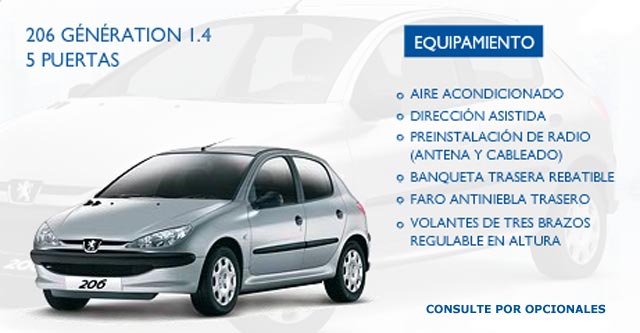 206 GÉNÉRATION 1.4
5 PUERTAS
EQUIPAMIENTO
AIRE ACONDICIONADO
DIRECCIÓN ASISTIDA
PREINSTALACIÓN DE RADIO
(ANTENA Y CABLEADO)
BANQUETA TRASERA REBATIBLE
FARO ANTINIEBLA TRASERO
VOLANTES DE TRES BRAZOS
REGULABLE EN ALTURA
206
CONSULTE POR OPCIONALES